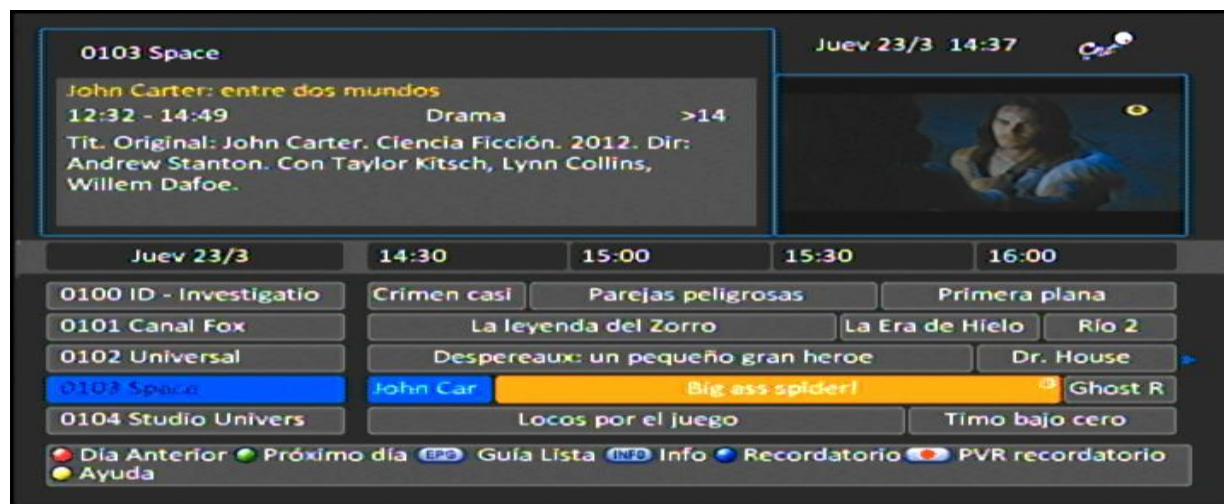 0103 Space
Juev 23/3 14:37
John Carter: entre dos mundos
12:32 - 14:49 Drama >14
Tit. Original: John Carter. Ciencia Ficción. 2012. Dir:
Andrew Stanton. Con Taylor Kitsch, Lynn Collins,
Willem Dafoe.
Juev 23/3 14:30 15:00 15:30 16:00
0100 ID - Investigatio Crimen casi Parejas peligrosas Primera plana
0101 Canal Fox La leyenda del Zorro La Era de Hielo Río 2
0102 Universal Despereaux: un pequeño gran heroe Dr. House
0103 Space John Car Big ass spider! Ghost R
0104 Studio Univers Locos por el juego Timo bajo cero
Día Anterior Próximo día EPG Guía Lista INFO Info Recordatorio PVR recordatorio
Ayuda